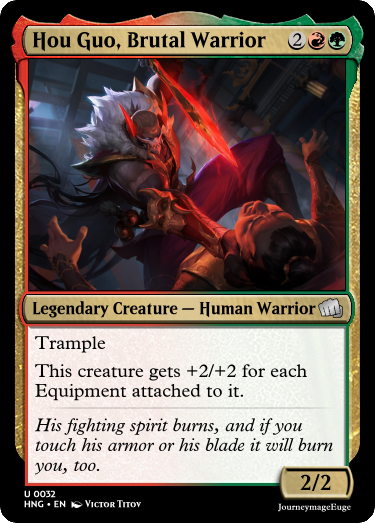 Hou Guo, Brutal Warrior 2
Legendary Creature — Human Warrior
Trample
This creature gets +2/+2 for each
Equipment attached to it.
His fighting spirit burns, and if you
touch his armor or his blade it will burn
you, too.
2/2
U 0032
HNG • EN Victor Titov
JourneymageEuge